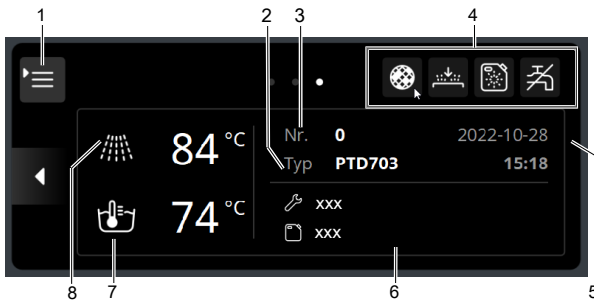 1 2 3 4
84 °C
Nr. 0 2022-10-28
Typ PTD703 15:18
74 °C
xxx
xxx
8 7 6 5